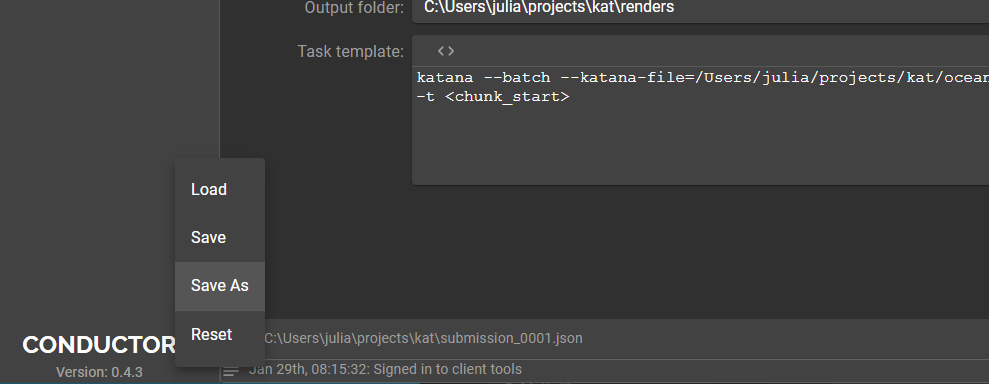 Output folder:
C:\Users\julia\projects\kat\renders
Task template:
<>
katana --batch --katana-file=/Users/julia/projects/kat/ocean
-t <chunk_start>
Load
Save
Save As
Reset
C:\Users\julia\projects\kat\submission_0001.json
CONDUCTOR
Version: 0.4.3
Jan 29th, 08:15:32: Signed in to client tools